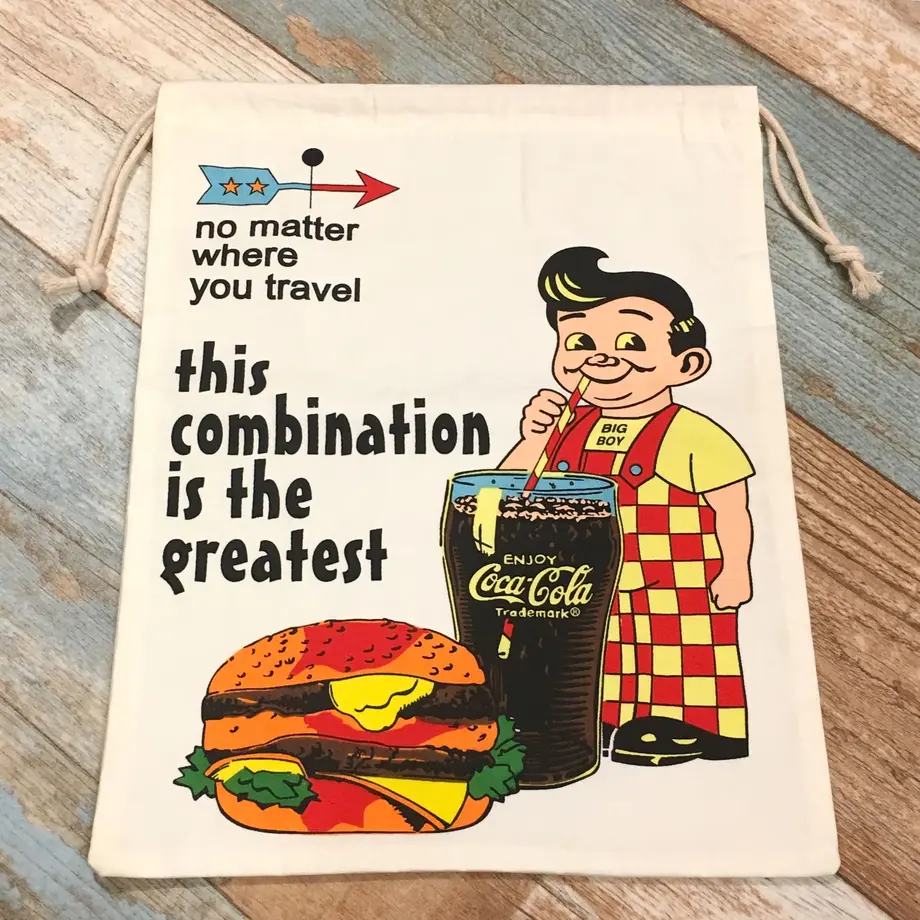 no matter
where
you travel
this
combination
is the
greatest
BIG
BOY
ENJOY
Coca-Cola
Trademark®